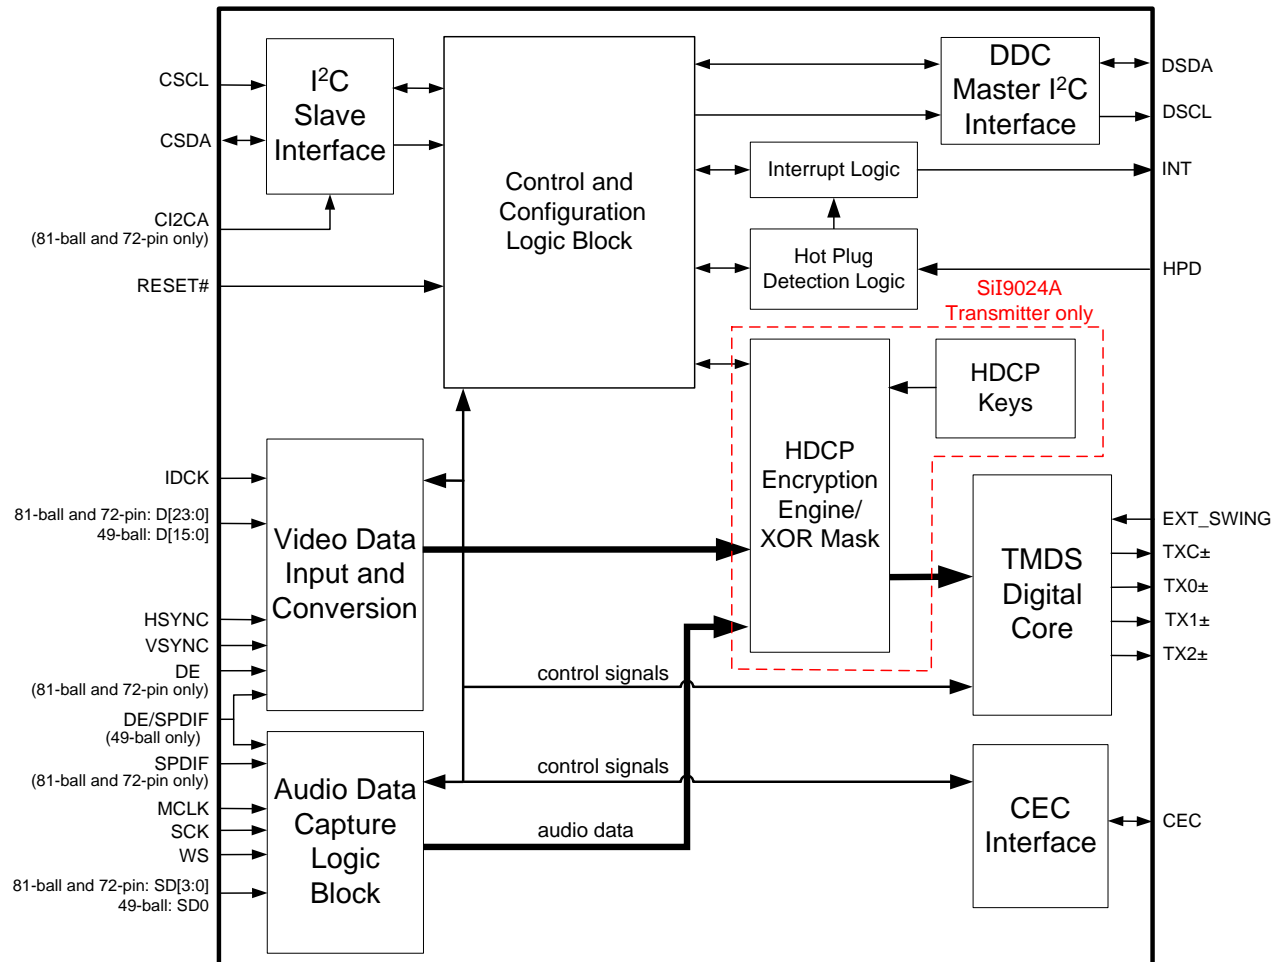 CSCL
CSDA
CI2CA
(81-ball and 72-pin only)
RESET#
I²C
Slave
Interface
Control and
Configuration
Logic Block
DDC
Master I²C
Interface
DSDA
DSCL
Interrupt Logic
INT
Hot Plug
Detection Logic
HPD
SiI9024A
Transmitter only
HDCP
Keys
HDCP
Encryption
Engine/
XOR Mask
IDCK
81-ball and 72-pin: D[23:0]
49-ball: D[15:0]
HSYNC
VSYNC
DE
(81-ball and 72-pin only)
DE/SPDIF
(49-ball only)
SPDIF
(81-ball and 72-pin only)
MCLK
SCK
WS
81-ball and 72-pin: SD[3:0]
49-ball: SD0
Video Data
Input and
Conversion
Audio Data
Capture
Logic
Block
control signals
control signals
audio data
TMDS
Digital
Core
EXT_SWING
TXC±
TX0±
TX1±
TX2±
CEC
Interface
CEC